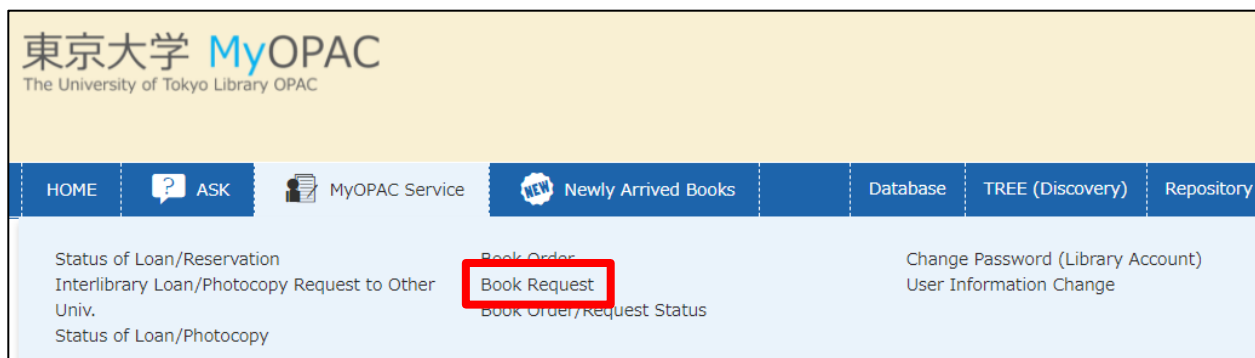 東京大学 MyOPAC
The University of Tokyo Library OPAC
HOME
? ASK
MyOPAC Service
NEW Newly Arrived Books
Database
TREE (Discovery)
Repository
Status of Loan/Reservation
Interlibrary Loan/Photocopy Request to Other
Univ.
Status of Loan/Photocopy
Book Order
Book Request
Book Order/Request Status
Change Password (Library Account)
User Information Change